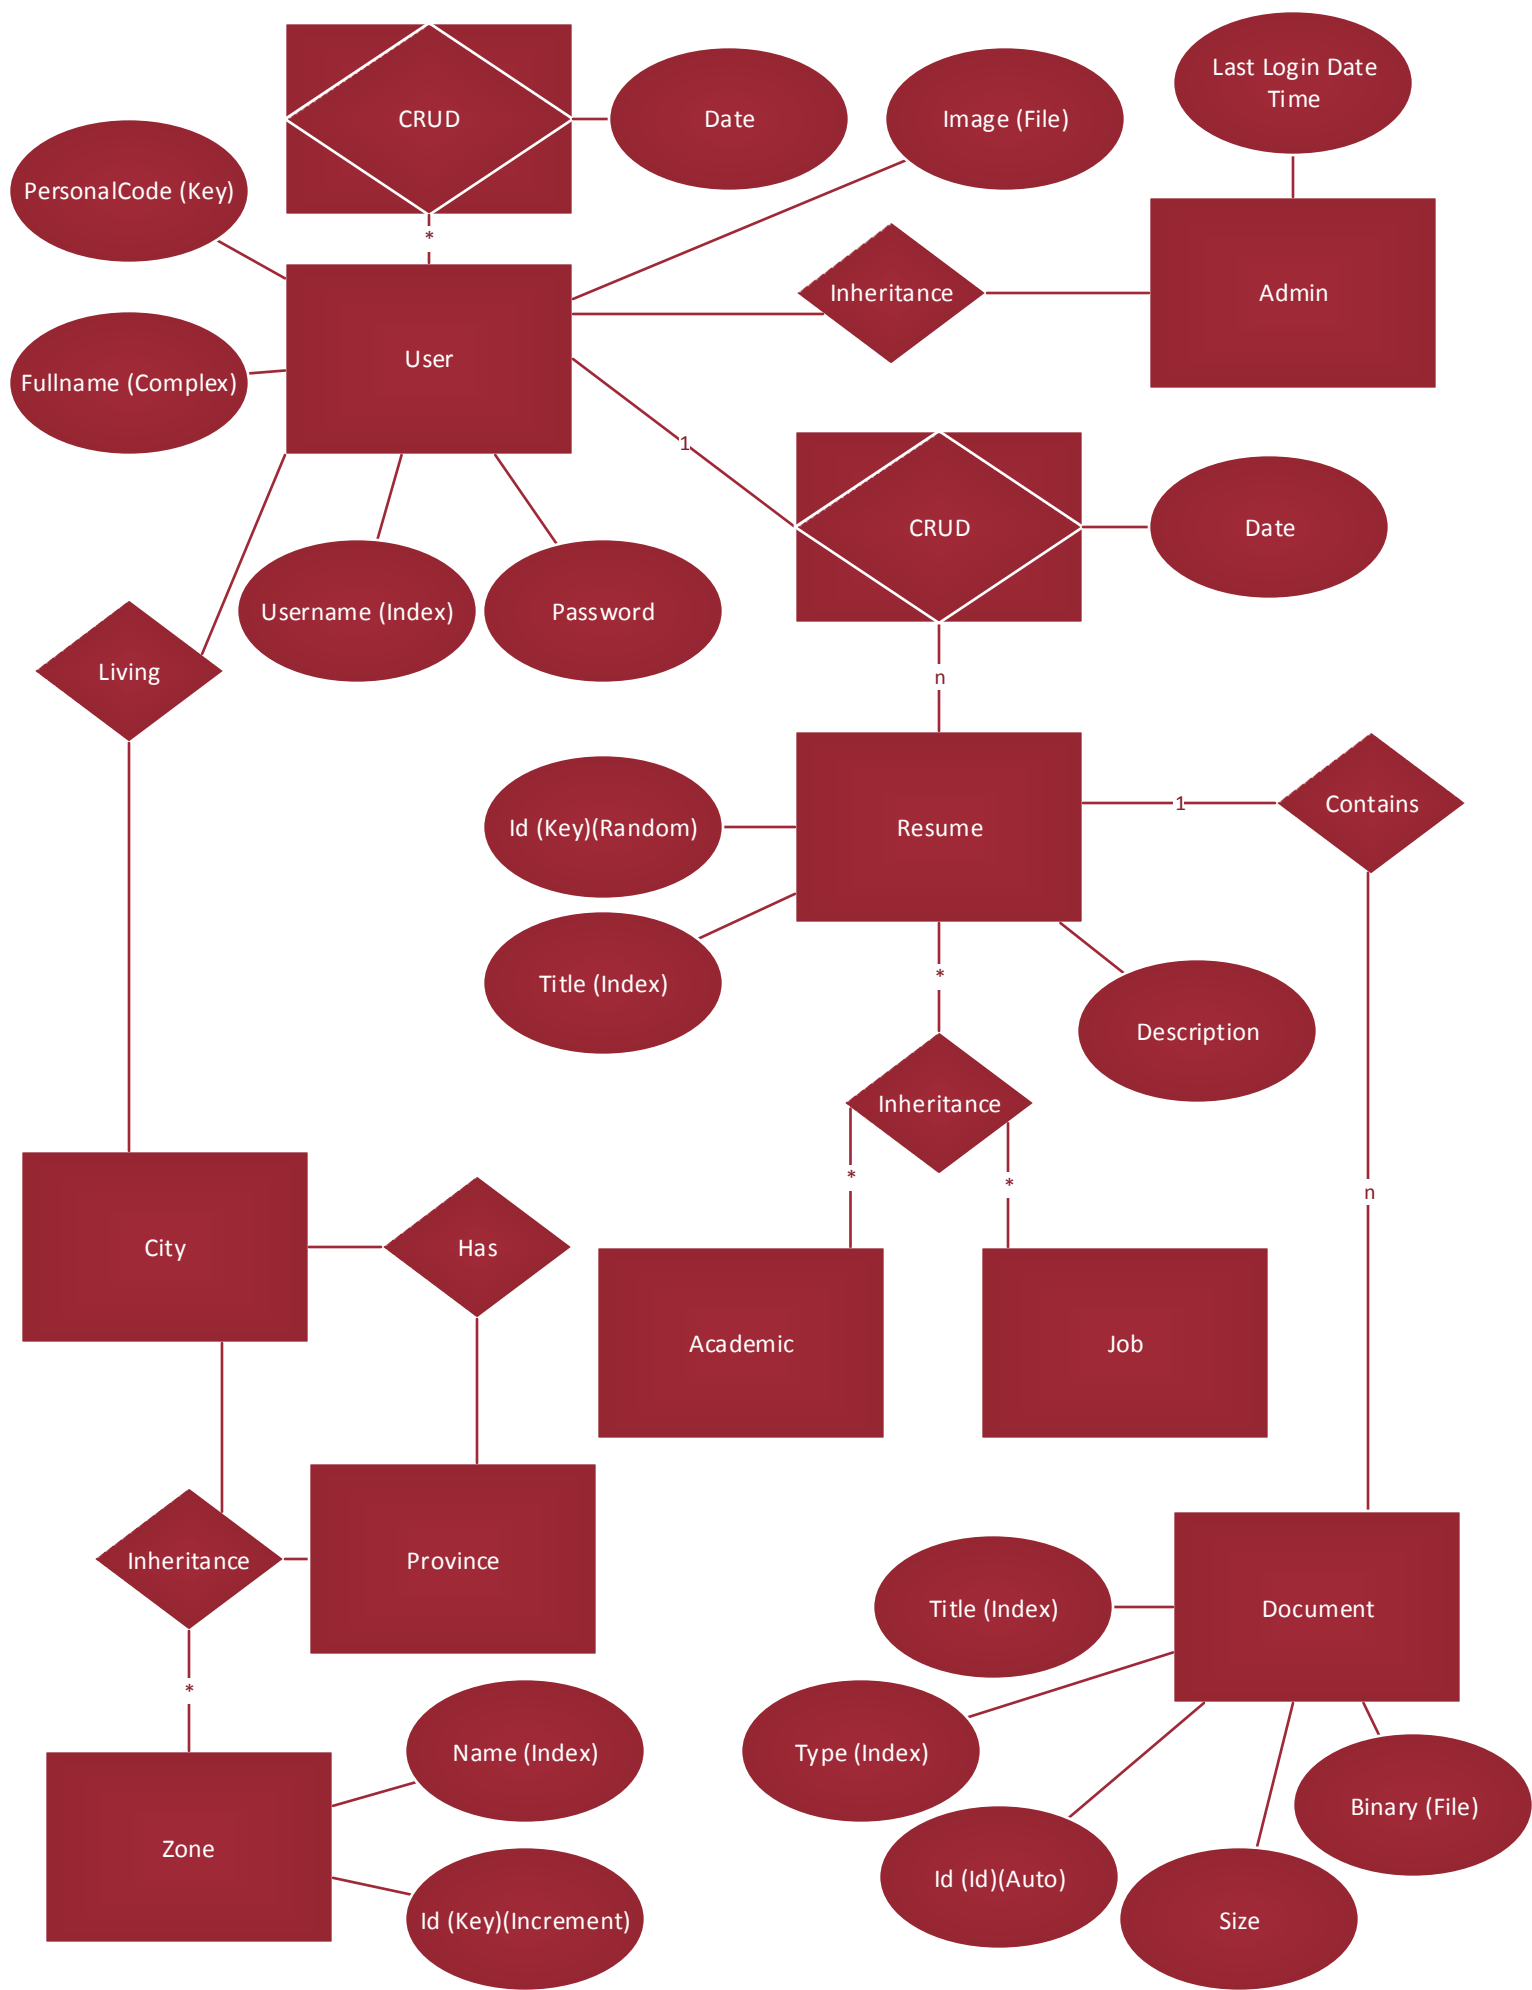 CRUD
Date
Image (File)
Last Login Date
Time
PersonalCode (Key)
*
Inheritance
Admin
User
Fullname (Complex)
1
CRUD
Date
Username (Index)
Password
Living
n
Id (Key)(Random)
Resume
1
Contains
Title (Index)
*
Description
Inheritance
*
*
n
City
Has
Academic
Job
Inheritance
Province
Title (Index)
Document
*
Name (Index)
Type (Index)
Binary (File)
Zone
Id (Id)(Auto)
Id (Key)(Increment)
Size